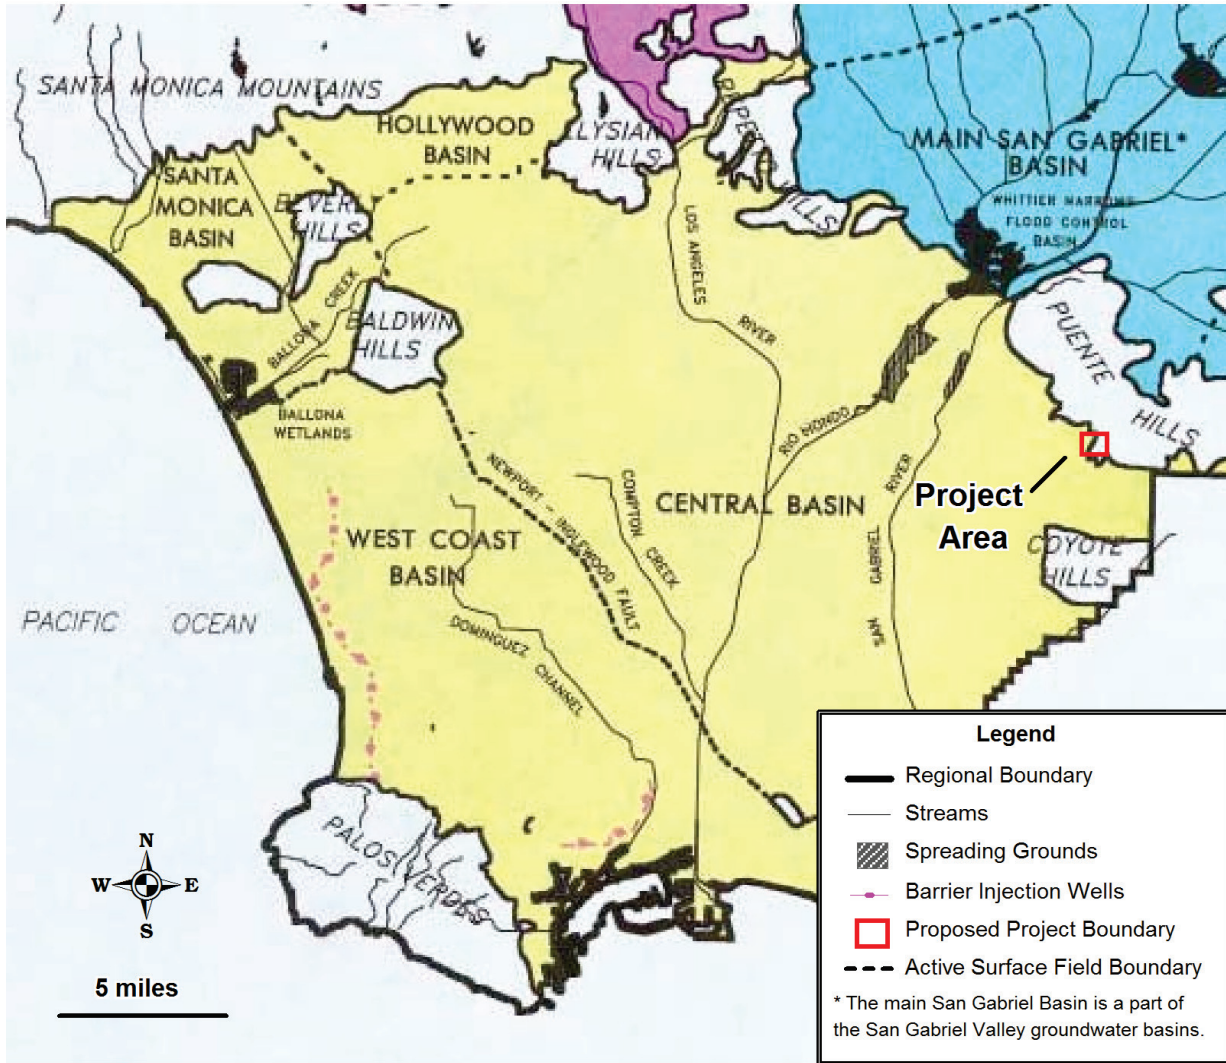 SANTA MONICA MOUNTAINS
HOLLYWOOD
BASIN
ELYSIAN
HILLS
REPETTO HILLS
MAIN SAN GABRIEL*
BASIN
WHITTIER NARROWS
FLOOD CONTROL
BASIN
SANTA
MONICA
BASIN
BEVERLY
HILLS
BALLONA CREEK
BALDWIN
HILLS
LOS ANGELES
RIVER
PUENTE
HILLS
BALLONA
WETLANDS
RIO HONDO
NEWPORT - INGLEWOOD FAULT
COMPTON
CREEK
CENTRAL BASIN
SAN GABRIEL RIVER
Project
Area
WEST COAST
BASIN
COYOTE
HILLS
DOMINGUEZ
CHANNEL
PACIFIC OCEAN
PALOS VERDES
N
W E
S
5 miles
Legend
Regional Boundary
Streams
Spreading Grounds
Barrier Injection Wells
Proposed Project Boundary
Active Surface Field Boundary
* The main San Gabriel Basin is a part of
the San Gabriel Valley groundwater basins.